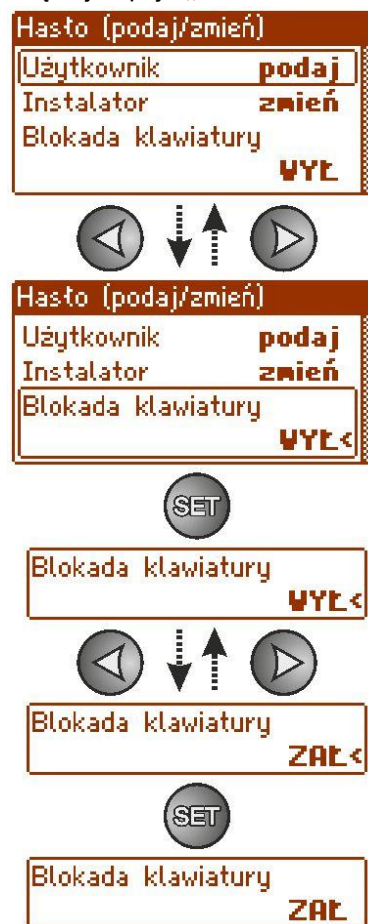 Hasło (podaj/zmień)
Użytkownik podaj
Instalator zmień
Blokada klawiatury
WYŁ
Hasło (podaj/zmień)
Użytkownik podaj
Instalator zmień
Blokada klawiatury
WYŁ<
SET
Blokada klawiatury
WYŁ<
Blokada klawiatury
ZAŁ<
SET
Blokada klawiatury
ZAŁ